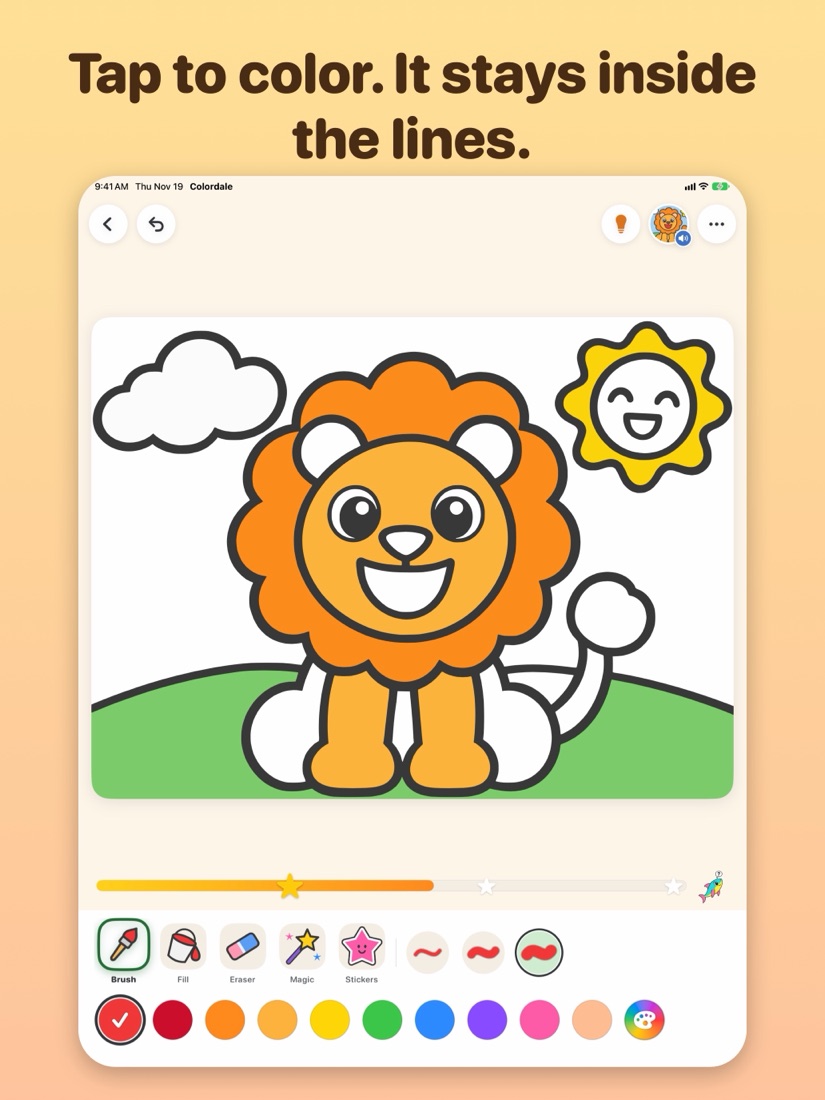 Tap to color. It stays inside
the lines.
9:41 AM Thu Nov 19 Colordale
Brush Fill Eraser Magic Stickers